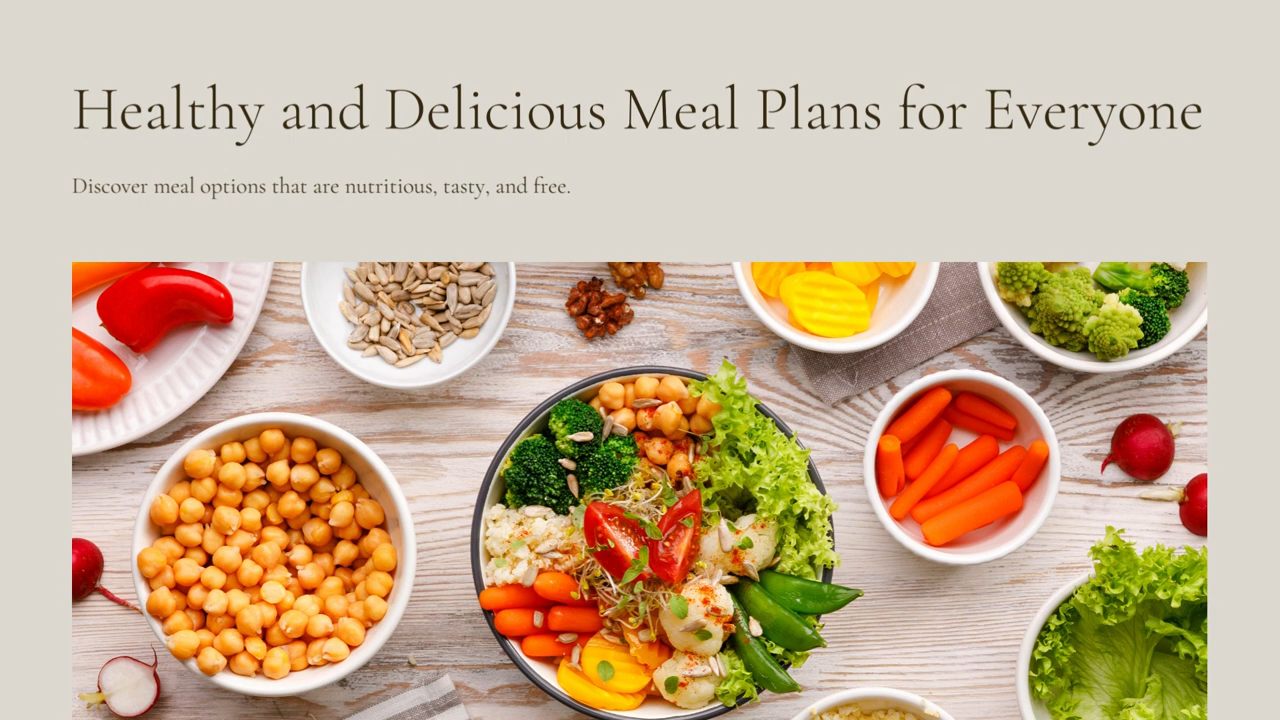 Healthy and Delicious Meal Plans for Everyone
Discover meal options that are nutritious, tasty, and free.